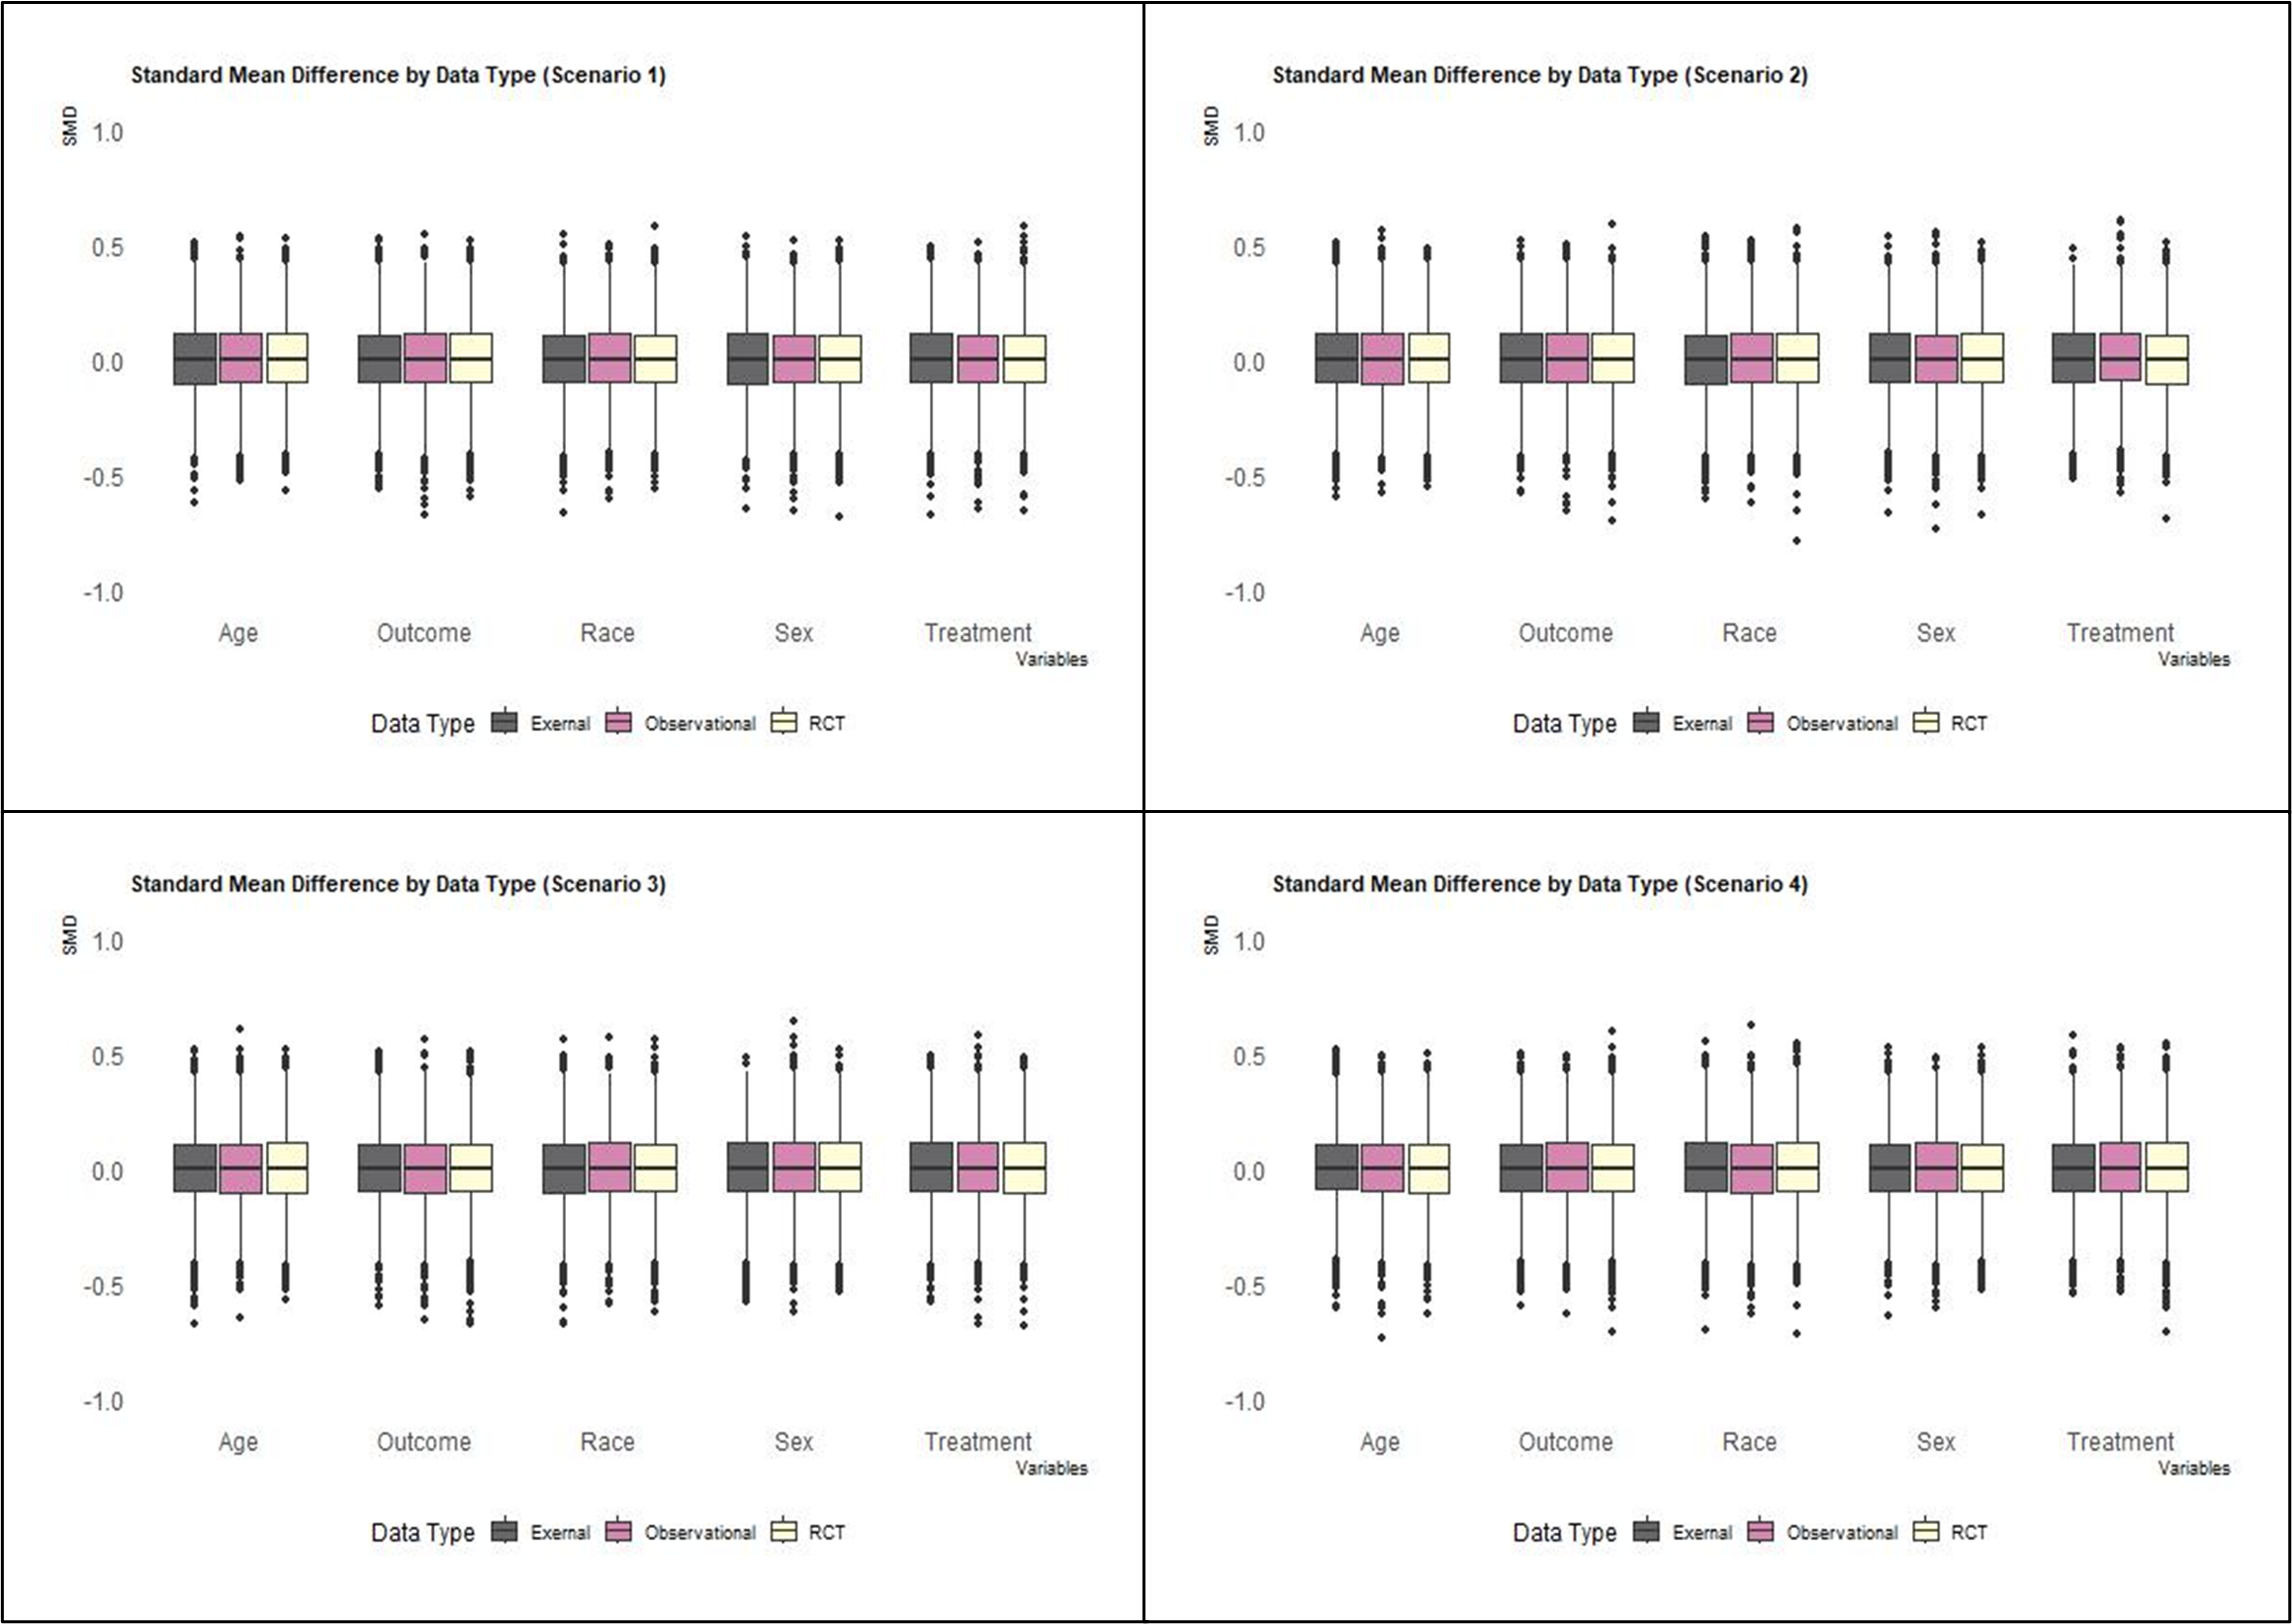 Standard Mean Difference by Data Type (Scenario 1)
SMD
1.0
0.5
0.0
-0.5
-1.0
Age Outcome Race Sex Treatment
Variables
Data Type Exernal Observational RCT
Standard Mean Difference by Data Type (Scenario 2)
SMD
1.0
0.5
0.0
-0.5
-1.0
Age Outcome Race Sex Treatment
Variables
Data Type Exernal Observational RCT
Standard Mean Difference by Data Type (Scenario 3)
SMD
1.0
0.5
0.0
-0.5
-1.0
Age Outcome Race Sex Treatment
Variables
Data Type Exernal Observational RCT
Standard Mean Difference by Data Type (Scenario 4)
SMD
1.0
0.5
0.0
-0.5
-1.0
Age Outcome Race Sex Treatment
Variables
Data Type Exernal Observational RCT